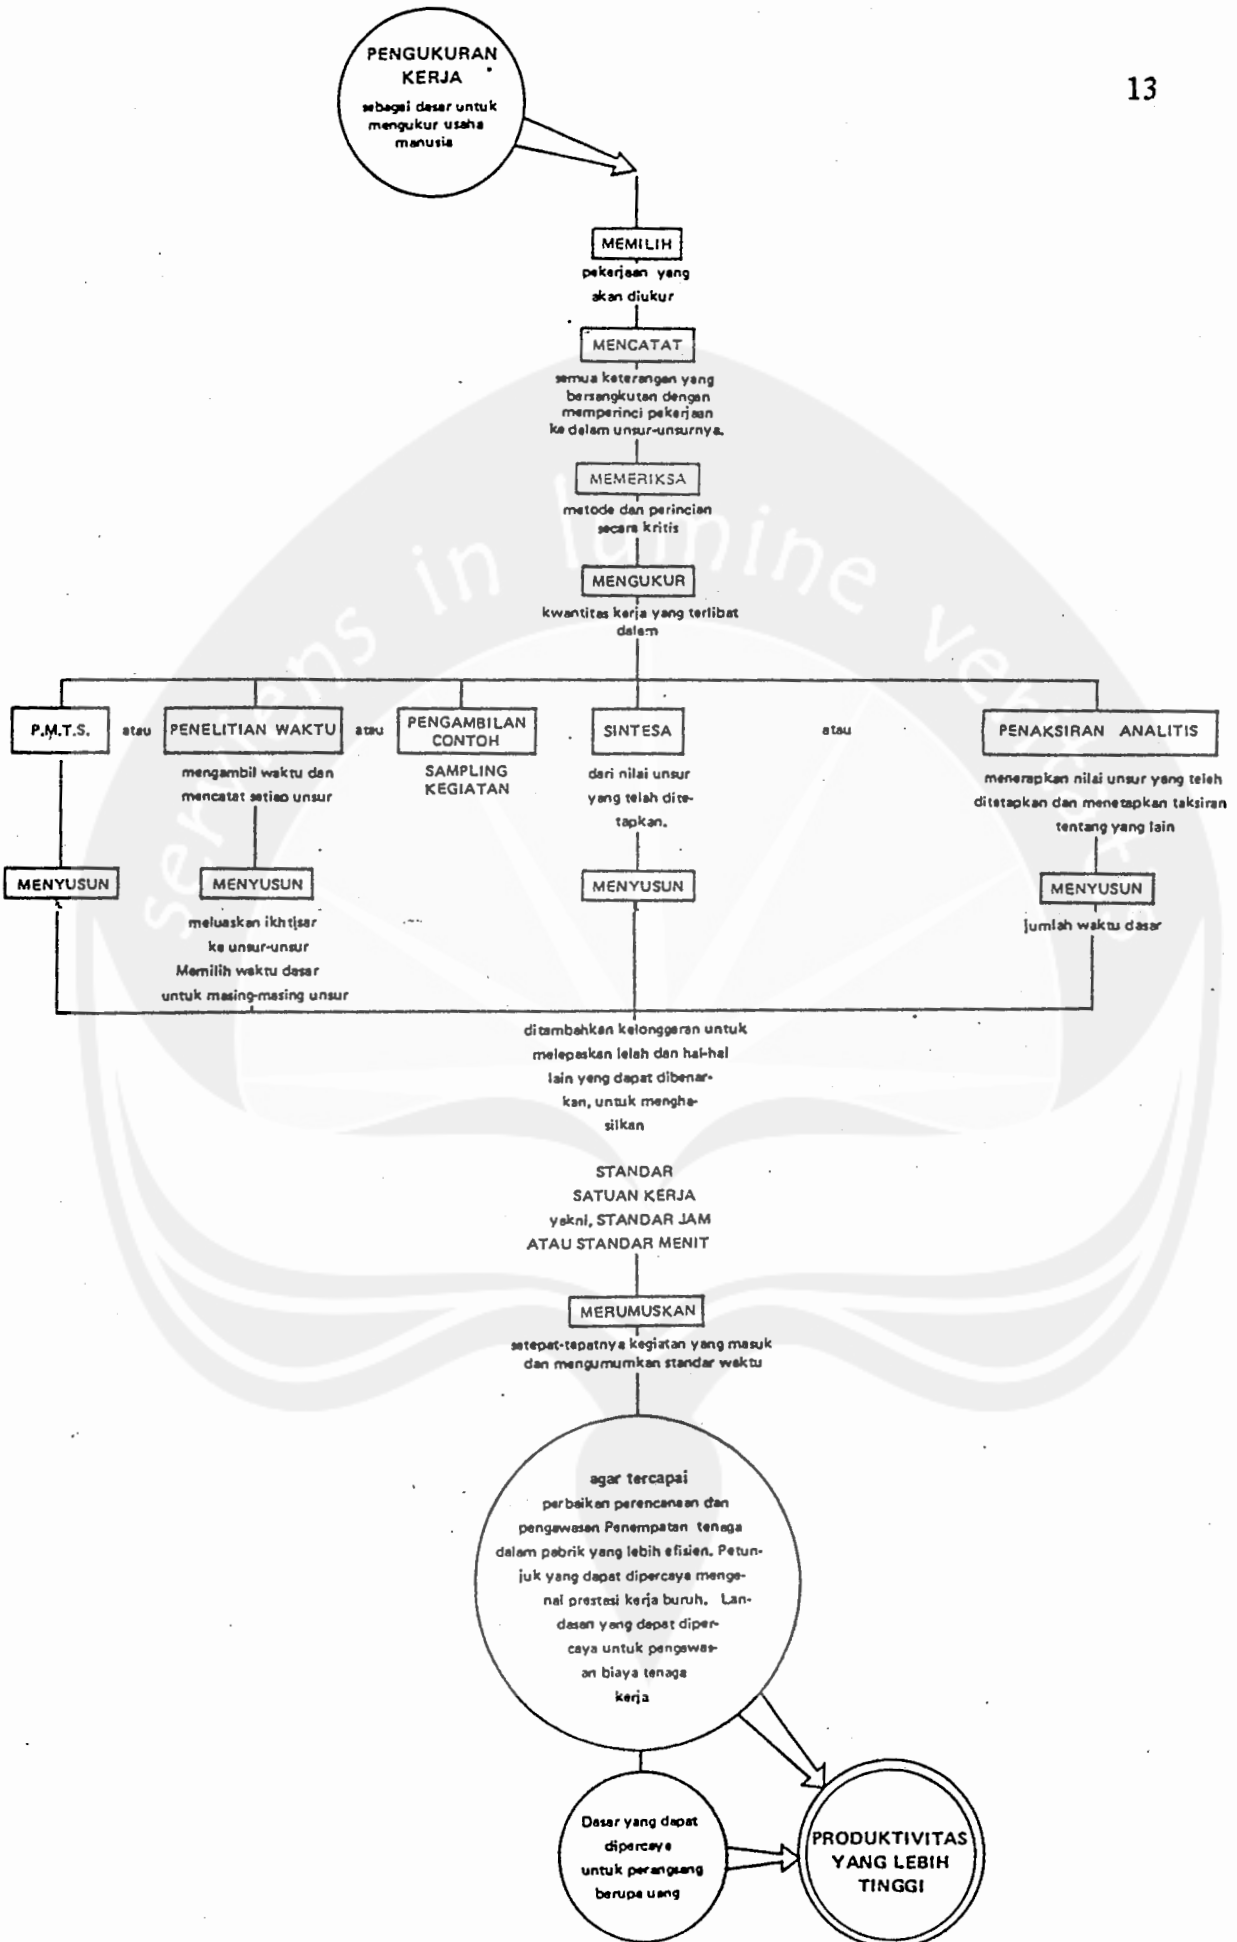 13
PENGUKURAN
KERJA
sebagai dasar untuk
mengukur usaha
manusia
MEMILIH
pekerjaan yang
akan diukur
MENCATAT
semua keterangan yang
bersangkutan dengan
memperinci pekerjaan
ke dalam unsur-unsurnya.
MEMERIKSA
metode dan perincian
secara kritis
MENGUKUR
kwantitas kerja yang terlibat
dalam
P.M.T.S. atau PENELITIAN WAKTU atau PENGAMBILAN CONTOH SINTESA atau PENAKSIRAN ANALITIS
mengambil waktu dan
mencatat setiap unsur
SAMPLING
KEGIATAN
dari nilai unsur
yang telah dite-
tapkan.
menerapkan nilai unsur yang telah
ditetapkan dan menetapkan taksiran
tentang yang lain
MENYUSUN MENYUSUN MENYUSUN MENYUSUN
meluaskan ikhtisar
ke unsur-unsur
Memilih waktu dasar
untuk masing-masing unsur
jumlah waktu dasar
ditambahkan kelonggaran untuk
melepaskan lelah dan hal-hal
lain yang dapat dibenar-
kan, untuk mengha-
silkan
STANDAR
SATUAN KERJA
yakni, STANDAR JAM
ATAU STANDAR MENIT
MERUMUSKAN
setepat-tepatnya kegiatan yang masuk
dan mengumumkan standar waktu
agar tercapai
perbaikan perencanaan dan
pengawasan Penempatan tenaga
dalam pabrik yang lebih efisien. Petun-
juk yang dapat dipercaya menge-
nai prestasi kerja buruh. Lan-
dasan yang dapat diper-
caya untuk pengawas-
an biaya tenaga
kerja
Dasar yang dapat
dipercaya
untuk perangsang
berupa uang
PRODUKTIVITAS
YANG LEBIH
TINGGI
serviens in lumine veritatis